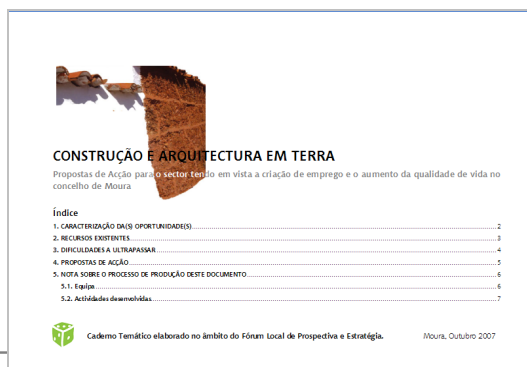 CONSTRUÇÃO E ARQUITECTURA EM TERRA
Propostas de Acção para o sector tendo em vista a criação de emprego e o aumento da qualidade de vida no
concelho de Moura
Índice
1. CARACTERIZAÇÃO DA(S) OPORTUNIDADE(S)......2
2. RECURSOS EXISTENTES......3
3. DIFICULDADES A ULTRAPASSAR......4
4. PROPOSTAS DE ACÇÃO......5
5. NOTA SOBRE O PROCESSO DE PRODUÇÃO DESTE DOCUMENTO......6
5.1. Equipa......6
5.2. Actividades desenvolvidas......7
Caderno Temático elaborado no âmbito do Fórum Local de Prospectiva e Estratégia. Moura, Outubro 2007